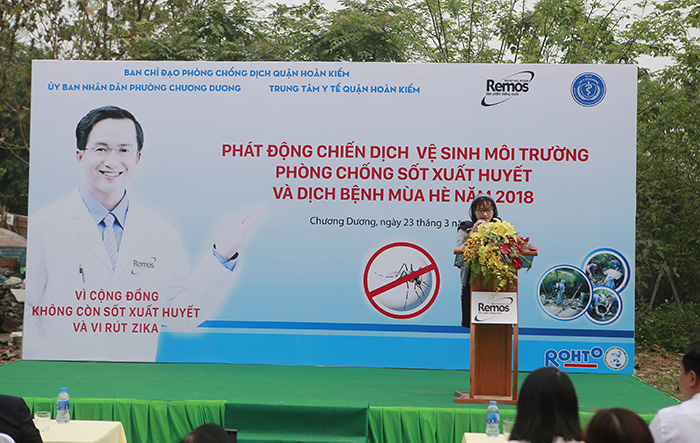 BAN CHỈ ĐẠO PHÒNG CHỐNG DỊCH QUẬN HOÀN KIẾM
ỦY BAN NHÂN DÂN PHƯỜNG CHƯƠNG DƯƠNG TRUNG TÂM Y TẾ QUẬN HOÀN KIẾM
Remos
PHÁT ĐỘNG CHIẾN DỊCH VỆ SINH MÔI TRƯỜNG
PHÒNG CHỐNG SỐT XUẤT HUYẾT
VÀ DỊCH BỆNH MÙA HÈ NĂM 2018
Chương Dương, ngày 23 tháng 3
Remos
VÌ CỘNG ĐỒNG
KHÔNG CÒN SỐT XUẤT HUYẾT
VÀ VI RÚT ZIKA
Remos
ROHTO